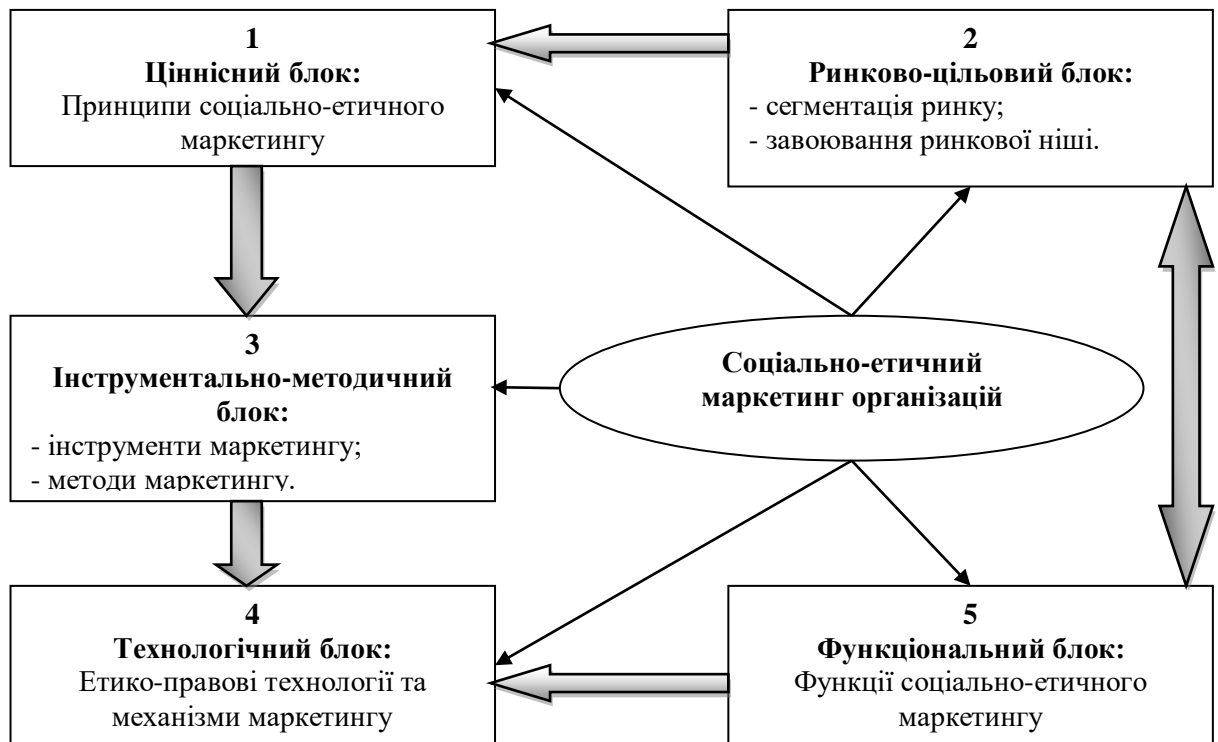 1
Ціннісний блок:
Принципи соціально-етичного
маркетингу
2
Ринково-цільовий блок:
- сегментація ринку;
- завоювання ринкової ніші.
3
Інструментально-методичний
блок:
- інструменти маркетингу;
- методи маркетингу.
Соціально-етичний
маркетинг організацій
4
Технологічний блок:
Етико-правові технології та
механізми маркетингу
5
Функціональний блок:
Функції соціально-етичного
маркетингу